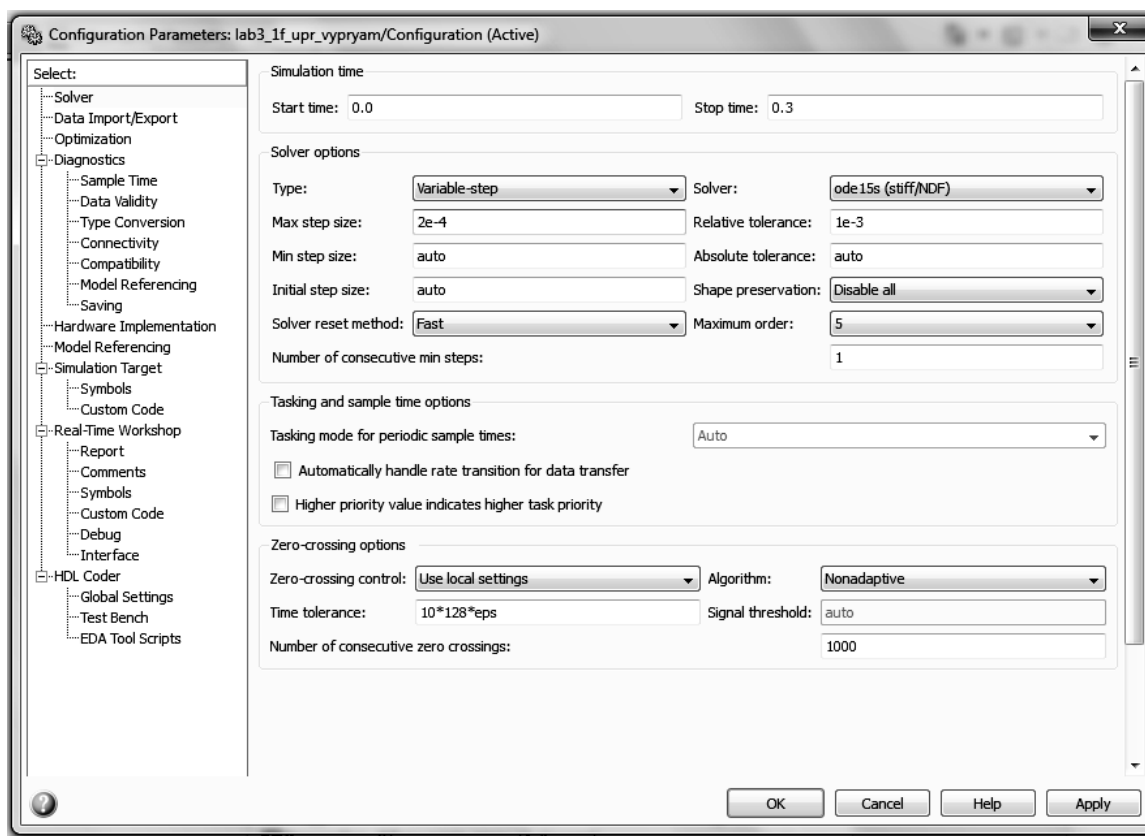 Configuration Parameters: lab3_1f_upr_vypryam/Configuration (Active)
Select:
Solver
Data Import/Export
Optimization
Diagnostics
Sample Time
Data Validity
Type Conversion
Connectivity
Compatibility
Model Referencing
Saving
Hardware Implementation
Model Referencing
Simulation Target
Symbols
Custom Code
Real-Time Workshop
Report
Comments
Symbols
Custom Code
Debug
Interface
HDL Coder
Global Settings
Test Bench
EDA Tool Scripts
Simulation time
Start time: 0.0 Stop time: 0.3
Solver options
Type: Variable-step Solver: ode15s (stiff/NDF)
Max step size: 2e-4 Relative tolerance: 1e-3
Min step size: auto Absolute tolerance: auto
Initial step size: auto Shape preservation: Disable all
Solver reset method: Fast Maximum order: 5
Number of consecutive min steps: 1
Tasking and sample time options
Tasking mode for periodic sample times: Auto
Automatically handle rate transition for data transfer
Higher priority value indicates higher task priority
Zero-crossing options
Zero-crossing control: Use local settings Algorithm: Nonadaptive
Time tolerance: 10*128*eps Signal threshold: auto
Number of consecutive zero crossings: 1000
OK Cancel Help Apply